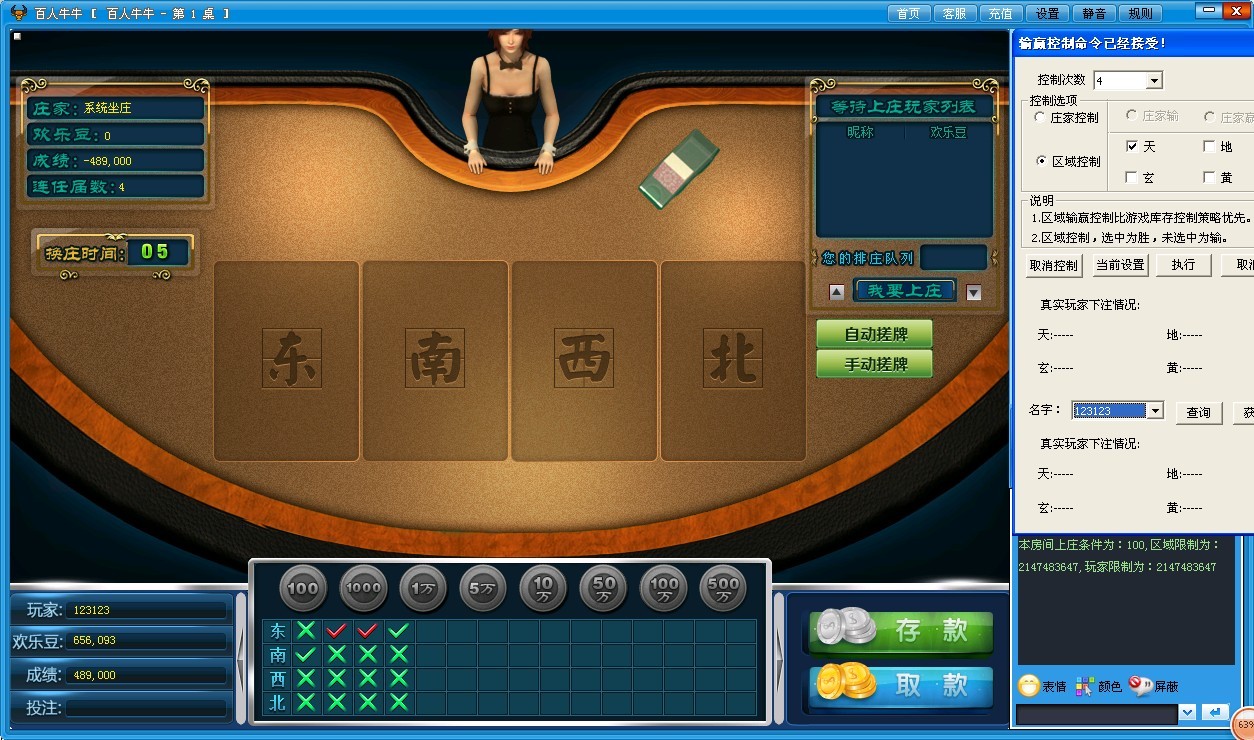 百人牛牛 [ 百人牛牛 - 第 1 桌 ]
首页 客服 充值 设置 静音 规则
庄家: 系统坐庄
欢乐豆: 0
成绩: -489,000
连任届数: 4
换庄时间: 05
等待上庄玩家列表
昵称 欢乐豆
您的排庄队列
我要上庄
自动搓牌
手动搓牌
东 南 西 北
输赢控制命令已经接受!
控制次数 4
控制选项
庄家控制 庄家输 庄家赢
区域控制 天 地
玄 黄
说明
1.区域输赢控制比游戏库存控制策略优先。
2.区域控制，选中为胜，未选中为输。
取消控制 当前设置 执行
真实玩家下注情况:
天:----- 地:-----
玄:----- 黄:-----
名字： 123123 查询
真实玩家下注情况:
天:----- 地:-----
玄:----- 黄:-----
本房间上庄条件为：100,区域限制为：
2147483647,玩家限制为：2147483647
表情 颜色 屏蔽
63%
100 1000 1万 5万 10万 50万 100万 500万
东
南
西
北
玩家: 123123
欢乐豆: 656,093
成绩: 489,000
投注:
存 款
取 款